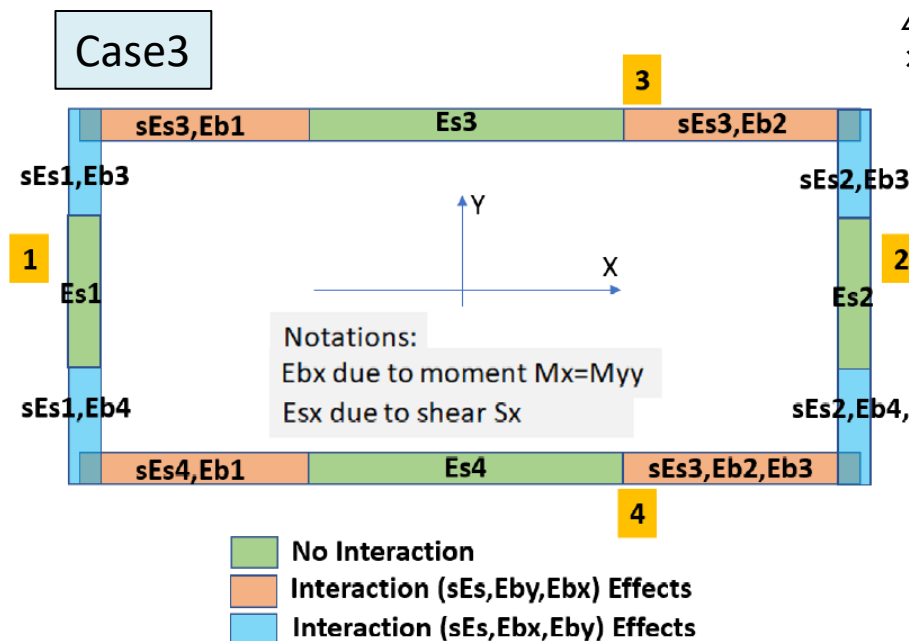 Case3
3
sEs3,Eb1
Es3
sEs3,Eb2
sEs1,Eb3
sEs2,Eb3
Y
1
X
2
Es1
Es2
Notations:
Ebx due to moment Mx=Myy
Esx due to shear Sx
sEs1,Eb4
sEs2,Eb4,
sEs4,Eb1
Es4
sEs3,Eb2,Eb3
4
No Interaction
Interaction (sEs,Eby,Ebx) Effects
Interaction (sEs,Ebx,Eby) Effects